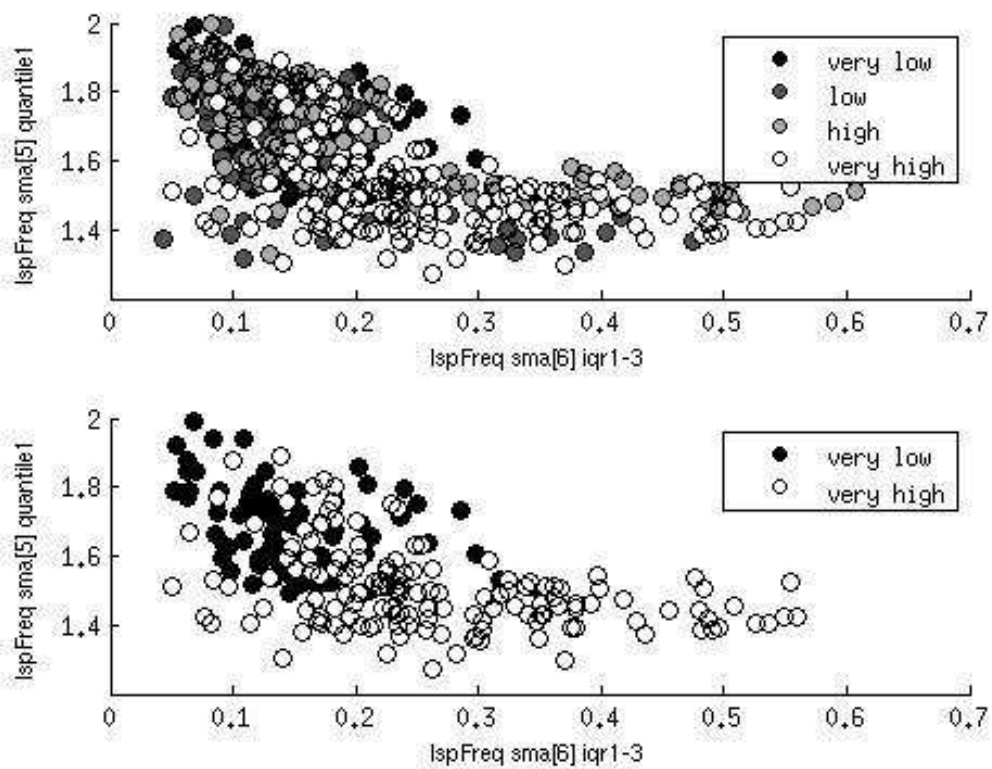 2
1.8
1.6
1.4
lspFreq sma[5] quantile1
very low
low
high
very high
0 0.1 0.2 0.3 0.4 0.5 0.6 0.7
lspFreq sma[6] iqr1-3
2
1.8
1.6
1.4
lspFreq sma[5] quantile1
very low
very high
0 0.1 0.2 0.3 0.4 0.5 0.6 0.7
lspFreq sma[6] iqr1-3